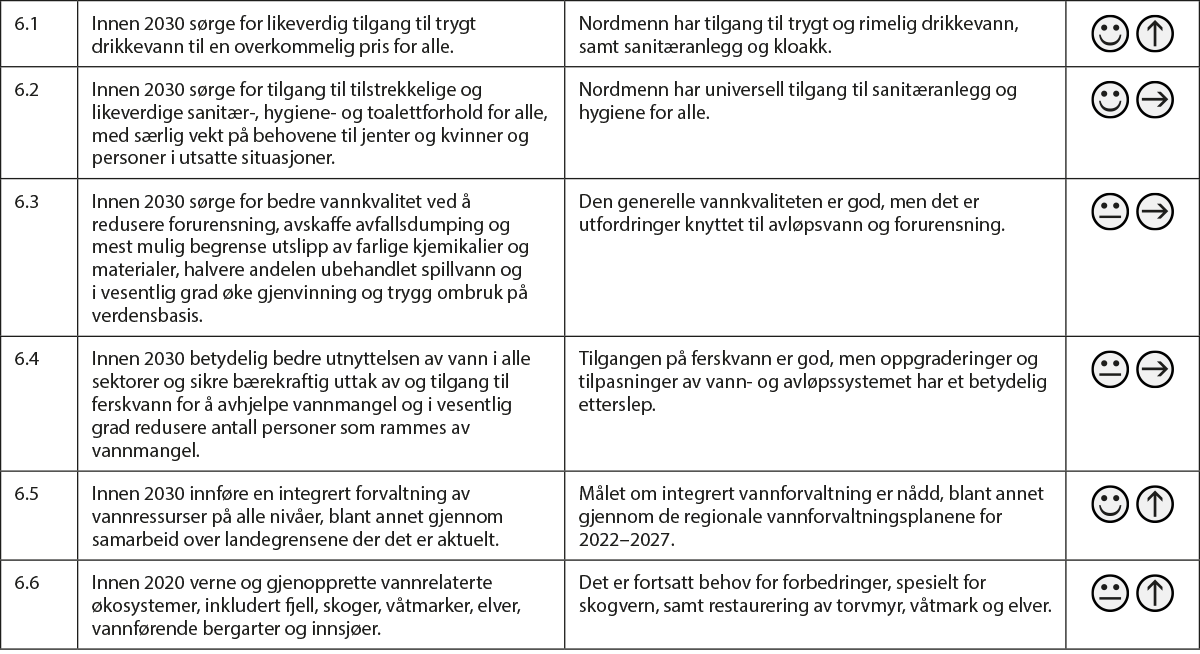 6.1
Innen 2030 sørge for likeverdig tilgang til trygt
drikkevann til en overkommelig pris for alle.
Nordmenn har tilgang til trygt og rimelig drikkevann,
samt sanitæranlegg og kloakk.
6.2
Innen 2030 sørge for tilgang til tilstrekkelige og
likeverdige sanitær-, hygiene- og toalettforhold for alle,
med særlig vekt på behovene til jenter og kvinner og
personer i utsatte situasjoner.
Nordmenn har universell tilgang til sanitæranlegg og
hygiene for alle.
6.3
Innen 2030 sørge for bedre vannkvalitet ved å
redusere forurensning, avskaffe avfallsdumping og
mest mulig begrense utslipp av farlige kjemikalier og
materialer, halvere andelen ubehandlet spillvann og
i vesentlig grad øke gjenvinning og trygg ombruk på
verdensbasis.
Den generelle vannkvaliteten er god, men det er
utfordringer knyttet til avløpsvann og forurensning.
6.4
Innen 2030 betydelig bedre utnyttelsen av vann i alle
sektorer og sikre bærekraftig uttak av og tilgang til
ferskvann for å avhjelpe vannmangel og i vesentlig
grad redusere antall personer som rammes av
vannmangel.
Tilgangen på ferskvann er god, men oppgraderinger og
tilpasninger av vann- og avløpssystemet har et betydelig
etterslep.
6.5
Innen 2030 innføre en integrert forvaltning av
vannressurser på alle nivåer, blant annet gjennom
samarbeid over landegrensene der det er aktuelt.
Målet om integrert vannforvaltning er nådd, blant annet
gjennom de regionale vannforvaltningsplanene for
2022–2027.
6.6
Innen 2020 verne og gjenopprette vannrelaterte
økosystemer, inkludert fjell, skoger, våtmarker, elver,
vannførende bergarter og innsjøer.
Det er fortsatt behov for forbedringer, spesielt for
skogvern, samt restaurering av torvmyr, våtmark og elver.